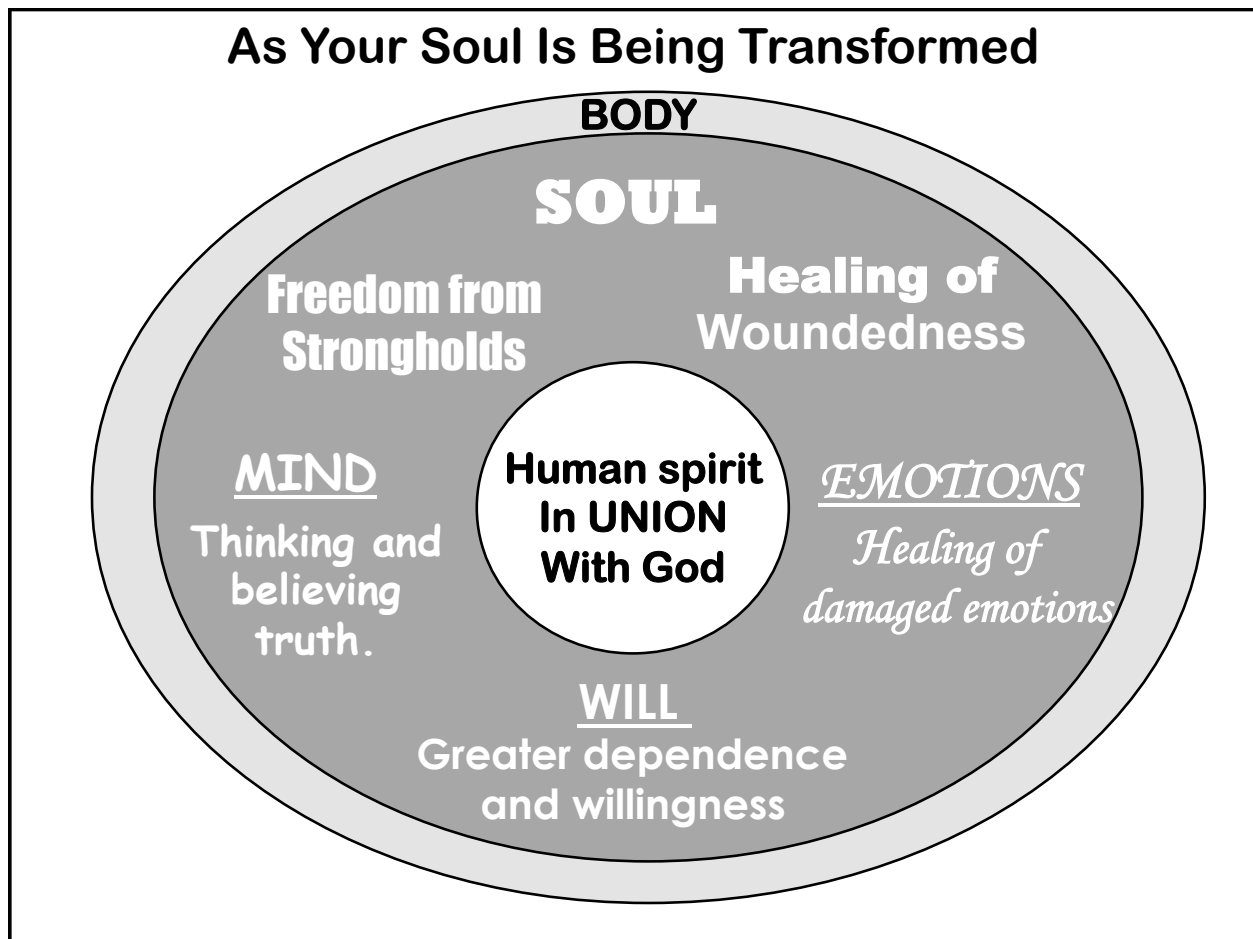 As Your Soul Is Being Transformed
BODY
SOUL
Freedom from
Strongholds
Healing of
Woundedness
MIND
Thinking and
believing
truth.
Human spirit
In UNION
With God
EMOTIONS
Healing of
damaged emotions
WILL
Greater dependence
and willingness